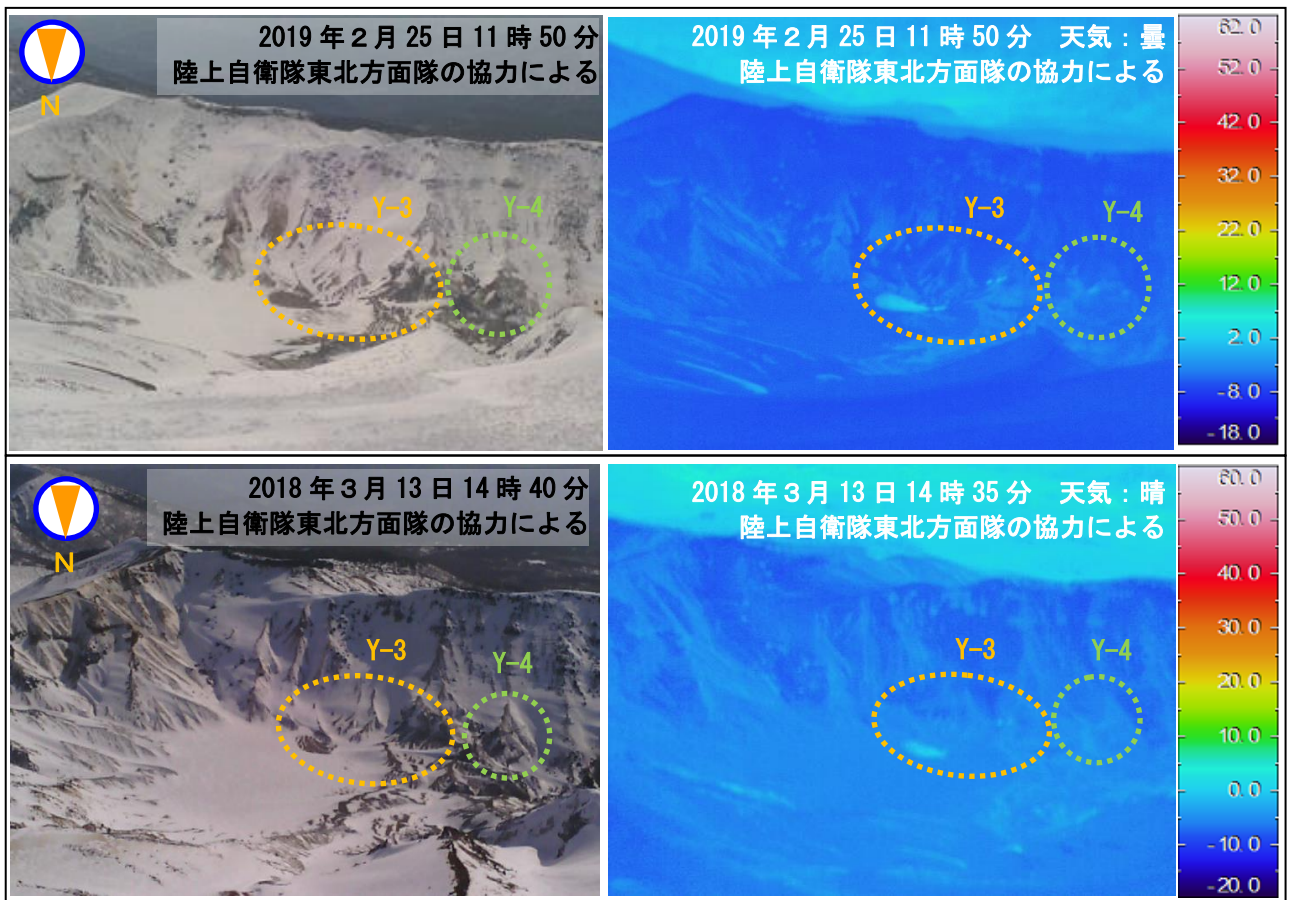 2019年2月25日11時50分
陸上自衛隊東北方面隊の協力による
N
Y-3
Y-4
2019年2月25日11時50分 天気：曇
陸上自衛隊東北方面隊の協力による
Y-3
Y-4
62.0
52.0
42.0
32.0
22.0
12.0
2.0
-8.0
-18.0
2018年3月13日14時40分
陸上自衛隊東北方面隊の協力による
N
Y-3
Y-4
2018年3月13日14時35分 天気：晴
陸上自衛隊東北方面隊の協力による
Y-3
Y-4
60.0
50.0
40.0
30.0
20.0
10.0
0.0
-10.0
-20.0